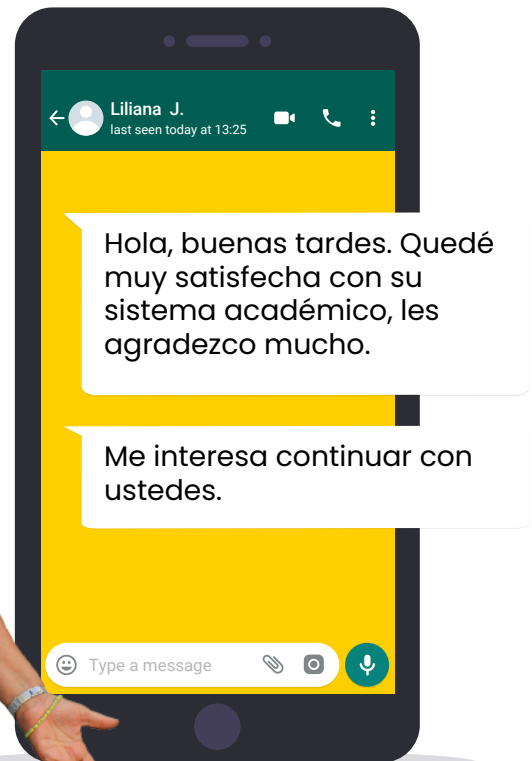 Liliana J.
last seen today at 13:25
Hola, buenas tardes. Quedé
muy satisfecha con su
sistema académico, les
agradezco mucho.
Me interesa continuar con
ustedes.
Type a message